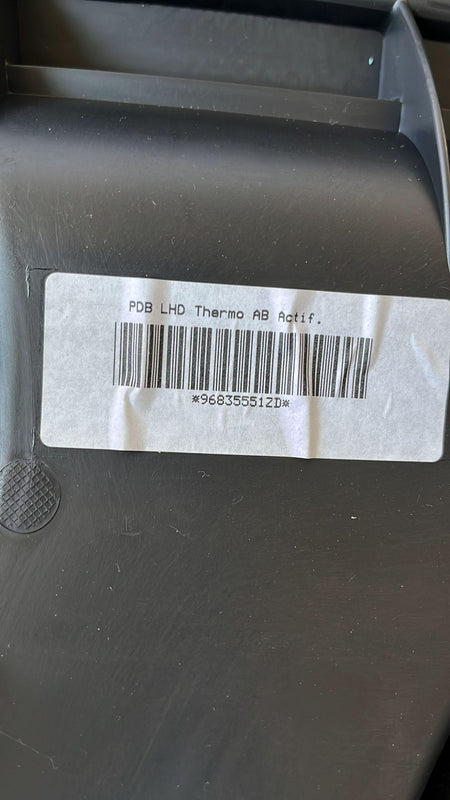 PDB LHD Thermo AB Actif.
*96835551ZD*